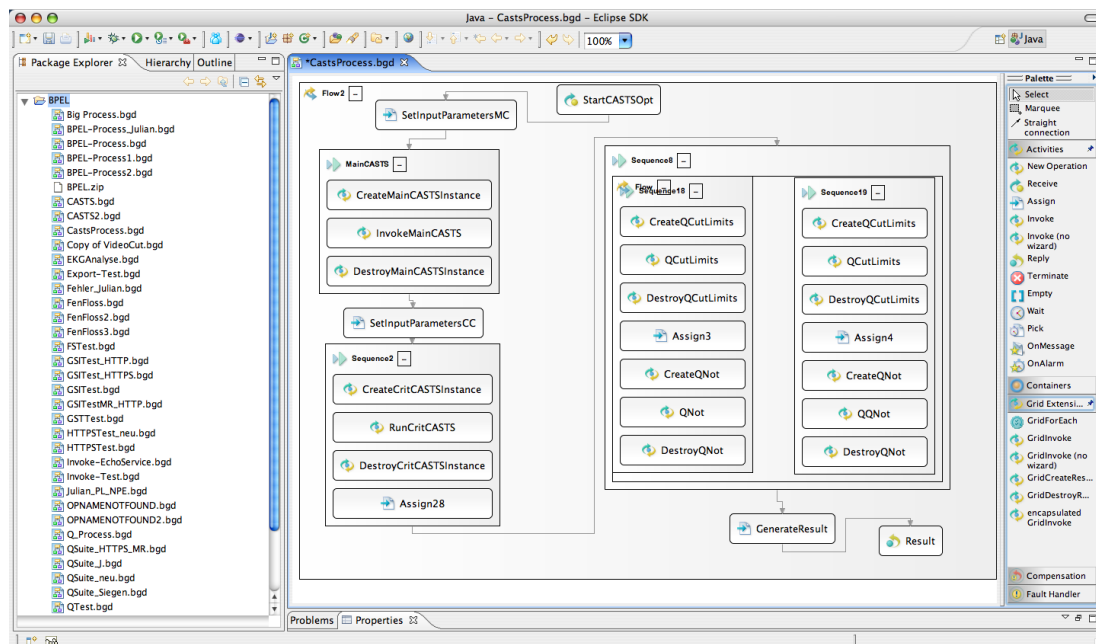 Java – CastsProcess.bgd – Eclipse SDK
100%
Java
Package Explorer
Hierarchy
Outline
BPEL
Big Process.bgd
BPEL-Process_Julian.bgd
BPEL-Process.bgd
BPEL-Process1.bgd
BPEL-Process2.bgd
BPEL.zip
CASTS.bgd
CASTS2.bgd
CastsProcess.bgd
Copy of VideoCut.bgd
EKGAnalyse.bgd
Export-Test.bgd
Fehler_Julian.bgd
FenFloss.bgd
FenFloss2.bgd
FenFloss3.bgd
FSTest.bgd
GSITest_HTTP.bgd
GSITest_HTTPS.bgd
GSITest.bgd
GSITestMR_HTTP.bgd
GSTTest.bgd
HTTPSTest_neu.bgd
HTTPSTest.bgd
Invoke-EchoService.bgd
Invoke-Test.bgd
Julian_PL_NPE.bgd
OPNAMENOTFOUND.bgd
OPNAMENOTFOUND2.bgd
Q_Process.bgd
QSuite_HTTPS_MR.bgd
QSuite_J.bgd
QSuite_neu.bgd
QSuite_Siegen.bgd
QTest.bgd
*CastsProcess.bgd
Flow2
StartCASTSOpt
SetInputParametersMC
MainCASTS
CreateMainCASTSInstance
InvokeMainCASTS
DestroyMainCASTSInstance
SetInputParametersCC
Sequence2
CreateCritCASTSInstance
RunCritCASTS
DestroyCritCASTSInstance
Assign28
Sequence8
Flow
Sequence18
CreateQCutLimits
QCutLimits
DestroyQCutLimits
Assign3
CreateQNot
QNot
DestroyQNot
Sequence19
CreateQCutLimits
QCutLimits
DestroyQCutLimits
Assign4
CreateQNot
QQNot
DestroyQNot
GenerateResult
Result
Palette
Select
Marquee
Straight
connection
Activities
New Operation
Receive
Assign
Invoke
Invoke (no
wizard)
Reply
Terminate
Empty
Wait
Pick
OnMessage
OnAlarm
Containers
Grid Extensi...
GridForEach
GridInvoke
GridInvoke (no
wizard)
GridCreateRes...
GridDestroyR...
encapsulated
GridInvoke
Compensation
Fault Handler
Problems
Properties